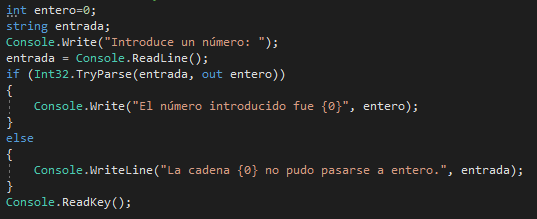 int entero=0;
string entrada;
Console.Write("Introduce un número: ");
entrada = Console.ReadLine();
if (Int32.TryParse(entrada, out entero))
{
    Console.Write("El número introducido fue {0}", entero);
}
else
{
    Console.WriteLine("La cadena {0} no pudo pasarse a entero.", entrada);
}
Console.ReadKey();